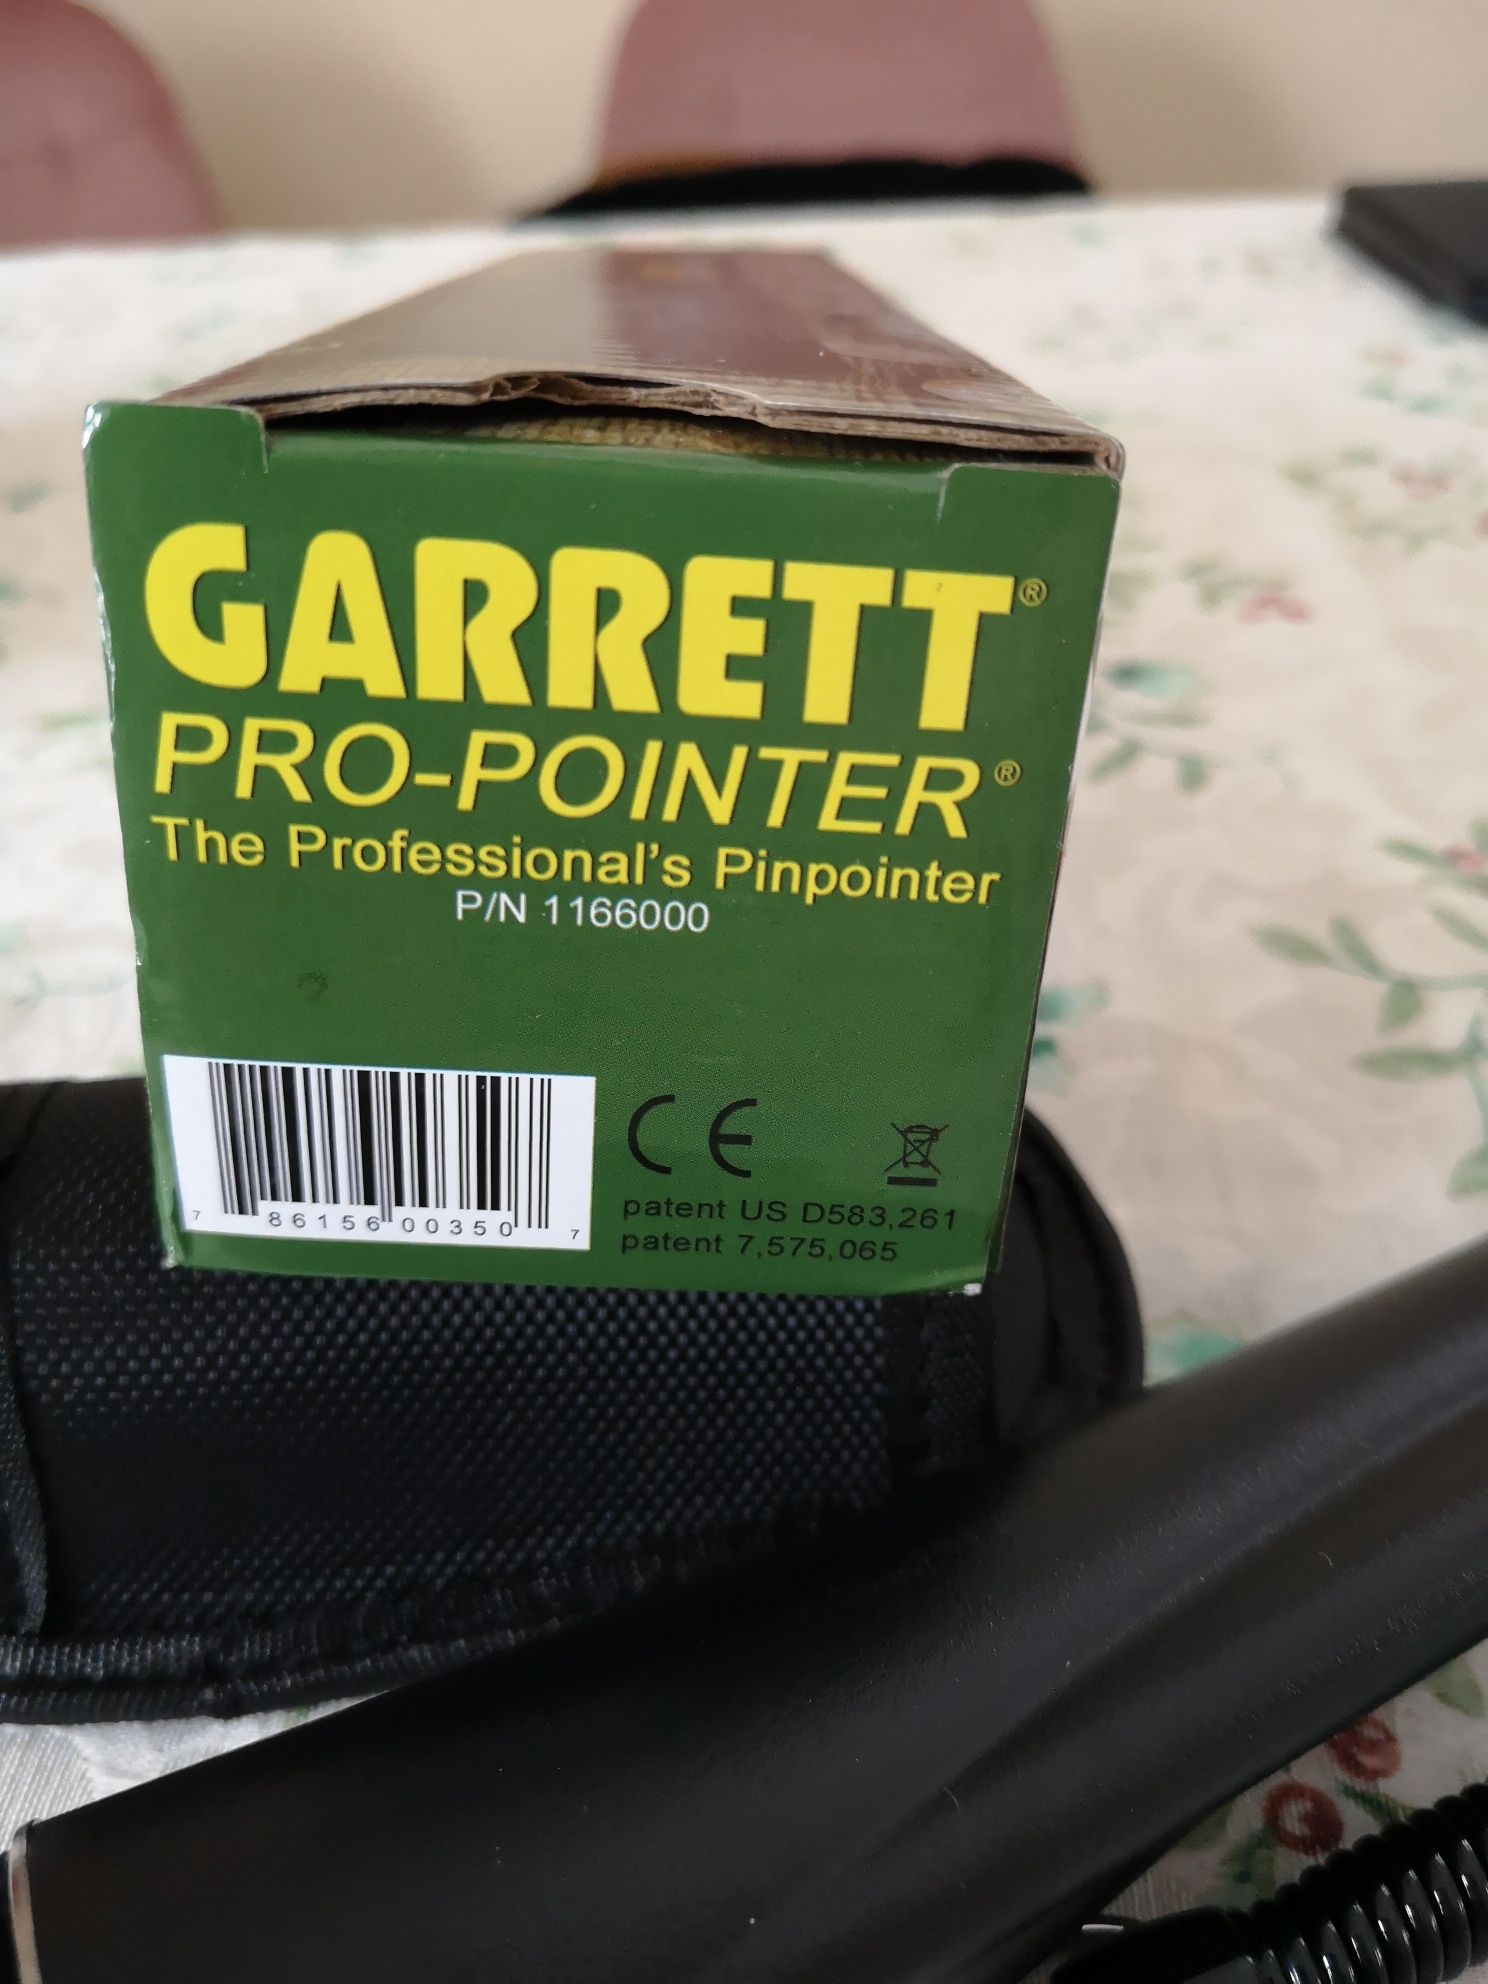 GARRETT®
PRO-POINTER®
The Professional's Pinpointer
P/N 1166000
7 86156 00350 7
CE
patent US D583,261
patent 7,575,065